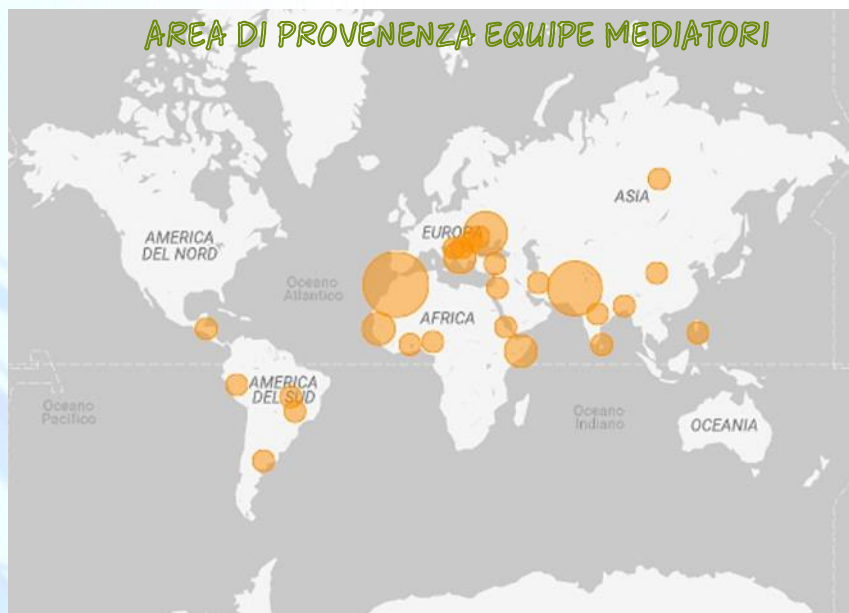 AREA DI PROVENENZA EQUIPE MEDIATORI
ASIA
EUROPA
AMERICA
DEL NORD
Oceano
Atlantico
AFRICA
AMERICA
DEL SUD
Oceano
Pacifico
Oceano
Indiano
OCEANIA